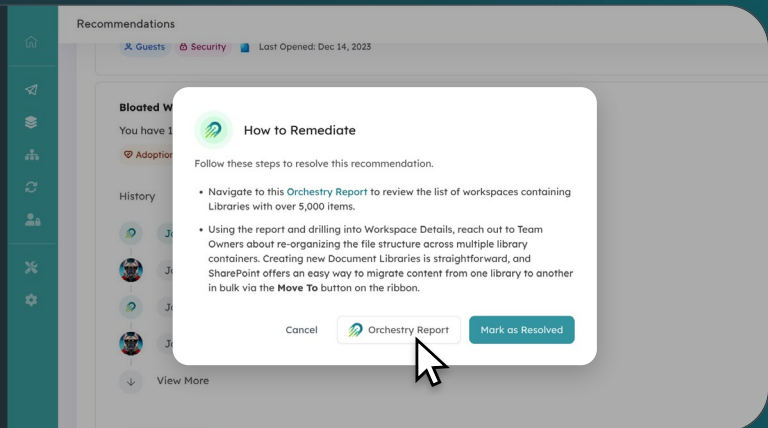 Recommendations
Guests Security Last Opened: Dec 14, 2023
Bloated W
You have 1
Adoption
History
How to Remediate
Follow these steps to resolve this recommendation.
• Navigate to this Orchestry Report to review the list of workspaces containing
Libraries with over 5,000 items.
• Using the report and drilling into Workspace Details, reach out to Team
Owners about re-organizing the file structure across multiple library
containers. Creating new Document Libraries is straightforward, and
SharePoint offers an easy way to migrate content from one library to another
in bulk via the Move To button on the ribbon.
Cancel Orchestry Report Mark as Resolved
View More